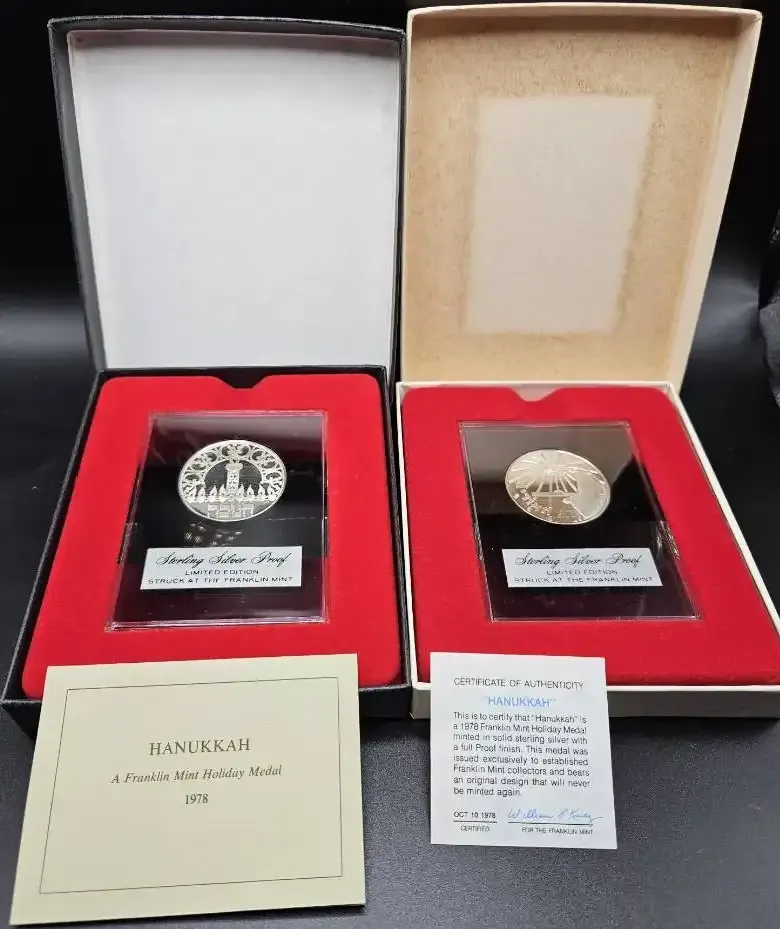 Sterling Silver Proof
LIMITED EDITION
STRUCK AT THE FRANKLIN MINT
Sterling Silver Proof
LIMITED EDITION
STRUCK AT THE FRANKLIN MINT
HANUKKAH
A Franklin Mint Holiday Medal
1978
CERTIFICATE OF AUTHENTICITY
"HANUKKAH"
This is to certify that "Hanukkah" is
a 1978 Franklin Mint Holiday Medal
minted in solid sterling silver with
a full Proof finish. This medal was
issued exclusively to established
Franklin Mint collectors and bears
an original design that will never
be minted again.
OCT 10 1978
CERTIFIED
FOR THE FRANKLIN MINT